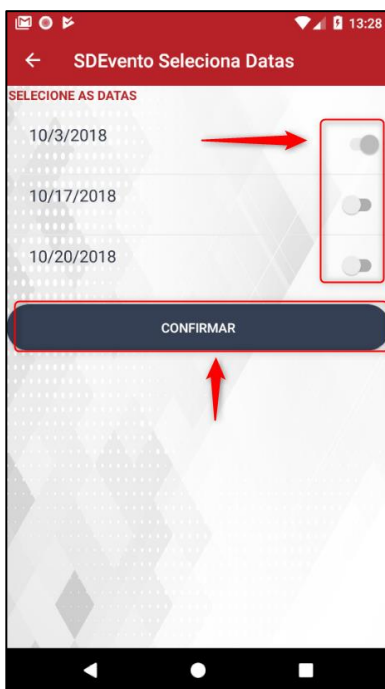 13:28
SDEvento Seleciona Datas
SELECIONE AS DATAS
10/3/2018
10/17/2018
10/20/2018
CONFIRMAR